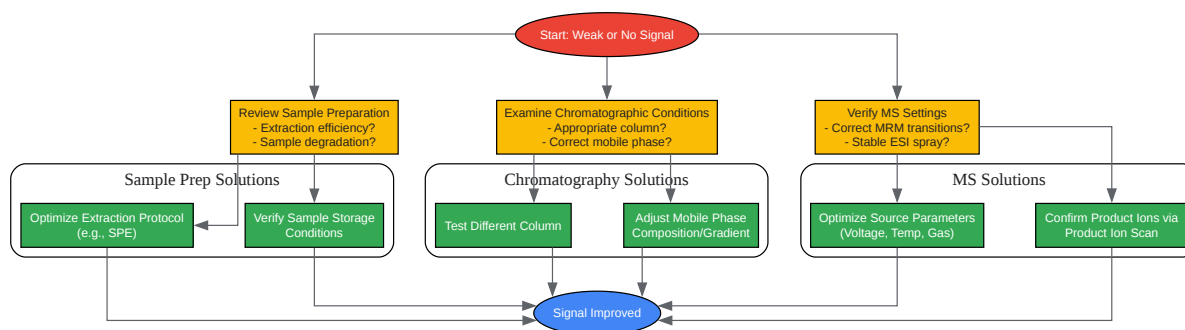 Start: Weak or No Signal
Review Sample Preparation
- Extraction efficiency?
- Sample degradation?
Examine Chromatographic Conditions
- Appropriate column?
- Correct mobile phase?
Verify MS Settings
- Correct MRM transitions?
- Stable ESI spray?
Sample Prep Solutions
Chromatography Solutions
MS Solutions
Optimize Extraction Protocol
(e.g., SPE)
Verify Sample Storage
Conditions
Test Different Column
Adjust Mobile Phase
Composition/Gradient
Optimize Source Parameters
(Voltage, Temp, Gas)
Confirm Product Ions via
Product Ion Scan
Signal Improved